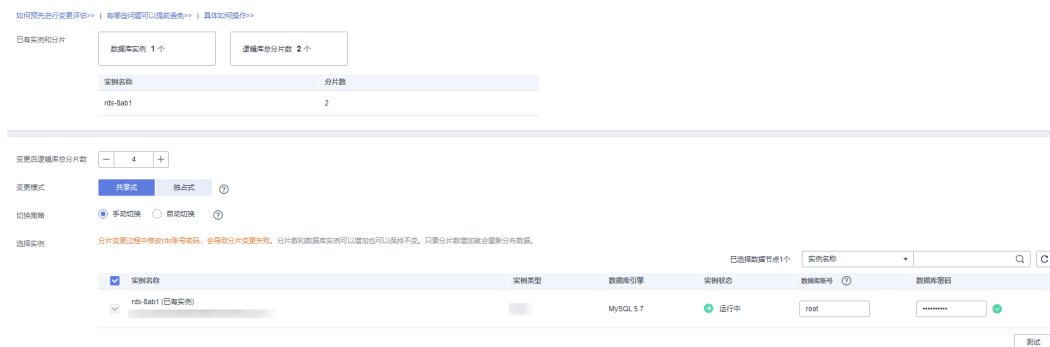 如何预先进行变更评估>> | 有哪些问题可以提前避免>> | 具体如何操作>>
已有实例和分片
数据库实例 1 个 逻辑库总分片数 2 个
实例名称 分片数
rds-8ab1 2
变更后逻辑库总分片数 — 4 +
变更模式 共享式 独占式 ?
切换策略 手动切换 自动切换 ?
选择实例 分片变更过程中修改rds账号密码，会导致分片变更失败。分片数和数据库实例可以增加也可以保持不变。只要分片数增加就会重新分布数据。
已选择数据节点1个 实例名称
实例名称 实例类型 数据库引擎 实例状态 数据库账号 ? 数据库密码
rds-8ab1 (已有实例)
MySQL 5.7 运行中 root ••••••••••
测试